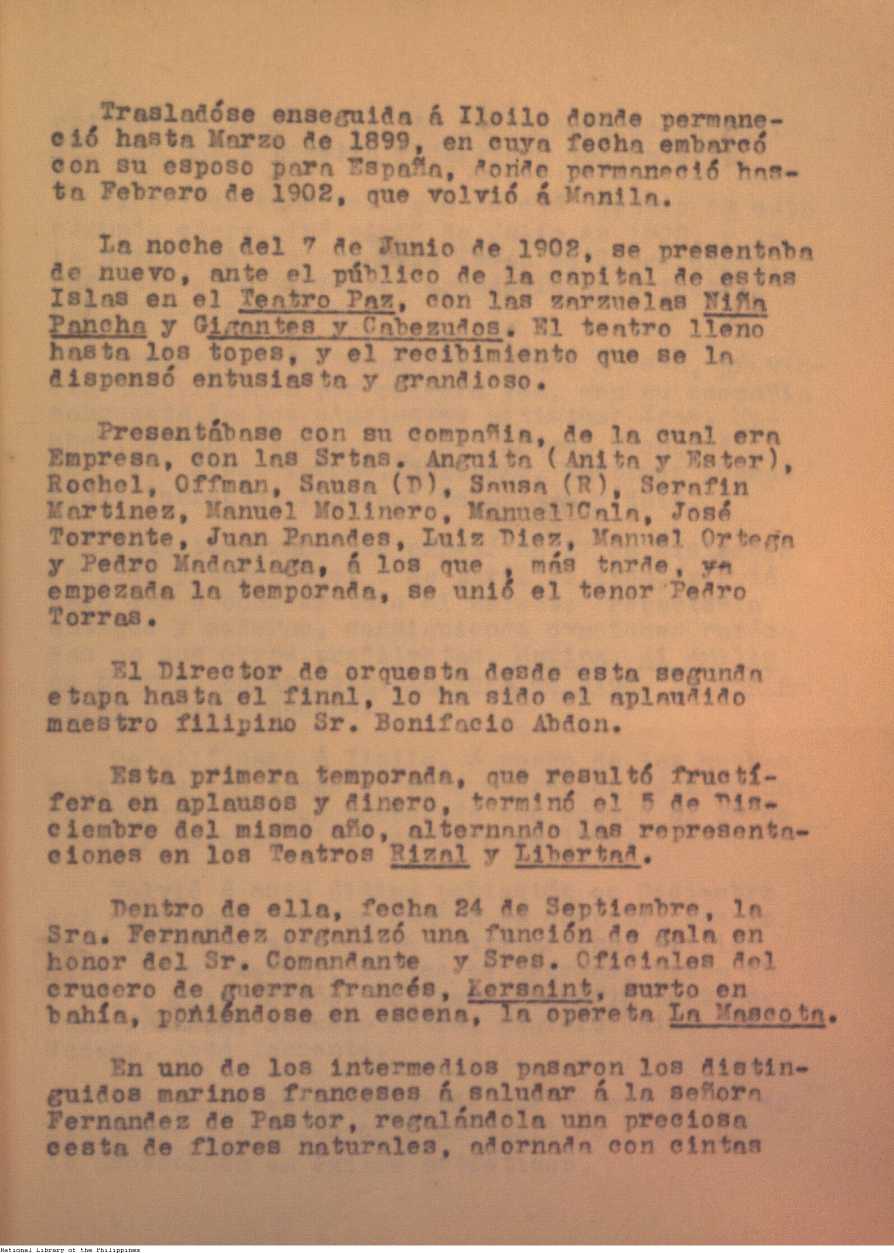 Trasladóse enseguida á Iloilo donde permane-
ció hasta Marzo de 1899, en cuya fecha embarcó
con su esposo para España, donde permaneció has-
ta Febrero de 1902, que volvió á Manila.
La noche del 7 de Junio de 1902, se presentaba
de nuevo, ante el público de la capital de estas
Islas en el Teatro Paz, con las zarzuelas Niña
Pancha y Gigantes y Cabezudos. El teatro lleno
hasta los topes, y el recibimiento que se la
dispensó entusiasta y grandioso.
Presentábase con su compañia, de la cual era
Empresa, con las Srtas. Anguita (Anita y Ester),
Rochel, Offman, Sausa (D), Sausa (R), Serafin
Martinez, Manuel Molinero, Manuel Cala, José
Torrente, Juan Panades, Luiz Diez, Manuel Ortega
y Pedro Madariaga, á los que , más tarde, ya
empezada la temporada, se unió el tenor Pedro
Torras.
El Director de orquesta desde esta segunda
etapa hasta el final, lo ha sido el aplaudido
maestro filipino Sr. Bonifacio Abdon.
Esta primera temporada, que resultó fructí-
fera en aplausos y dinero, terminó el 5 de Dis-
ciembre del mismo año, alternando las representa-
ciones en los Teatros Rizal y Libertad.
Dentro de ella, fecha 24 de Septiembre, la
Sra. Fernandez organizó una función de gala en
honor del Sr. Comandante y Sres. Oficiales del
crucero de guerra francés, Kersaint, surto en
bahía, poñiéndose en escena, la opereta La Mascota.
En uno de los intermedios pasaron los distin-
guidos marinos franceses á saludar á la señora
Fernandez de Pastor, regalándola una preciosa
cesta de flores naturales, adornada con cintas
National Library of the Philippines